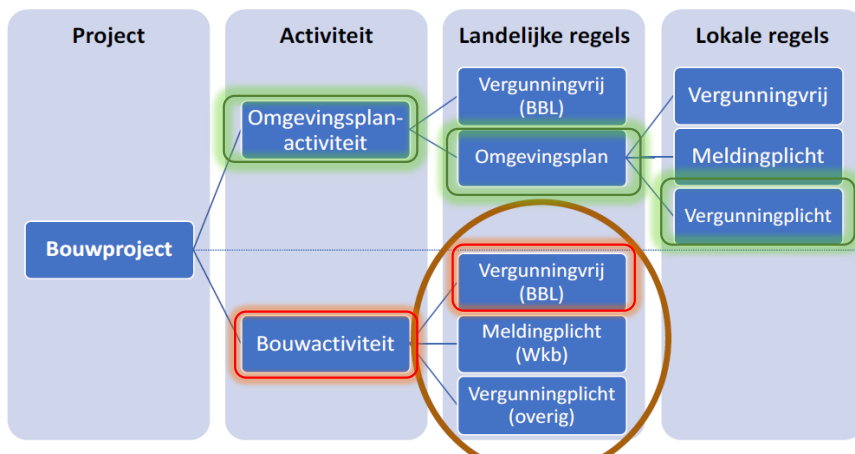 Project
Activiteit
Landelijke regels
Lokale regels
Bouwproject
Omgevingsplan-
activiteit
Bouwactiviteit
Vergunningvrij
(BBL)
Omgevingsplan
Vergunningvrij
(BBL)
Meldingplicht
(Wkb)
Vergunningplicht
(overig)
Vergunningvrij
Meldingplicht
Vergunningplicht